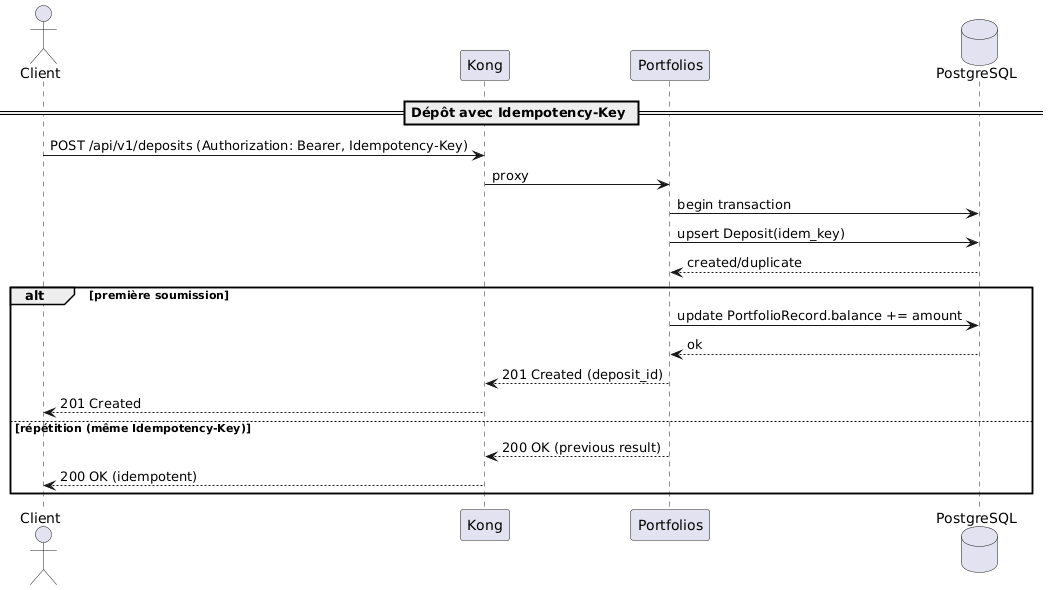 Client
Kong
Portfolios
PostgreSQL
Dépôt avec Idempotency-Key
POST /api/v1/deposits (Authorization: Bearer, Idempotency-Key)
proxy
begin transaction
upsert Deposit(idem_key)
created/duplicate
alt [première soumission]
update PortfolioRecord.balance += amount
ok
201 Created (deposit_id)
201 Created
[répétition (même Idempotency-Key)]
200 OK (previous result)
200 OK (idempotent)
Client
Kong
Portfolios
PostgreSQL